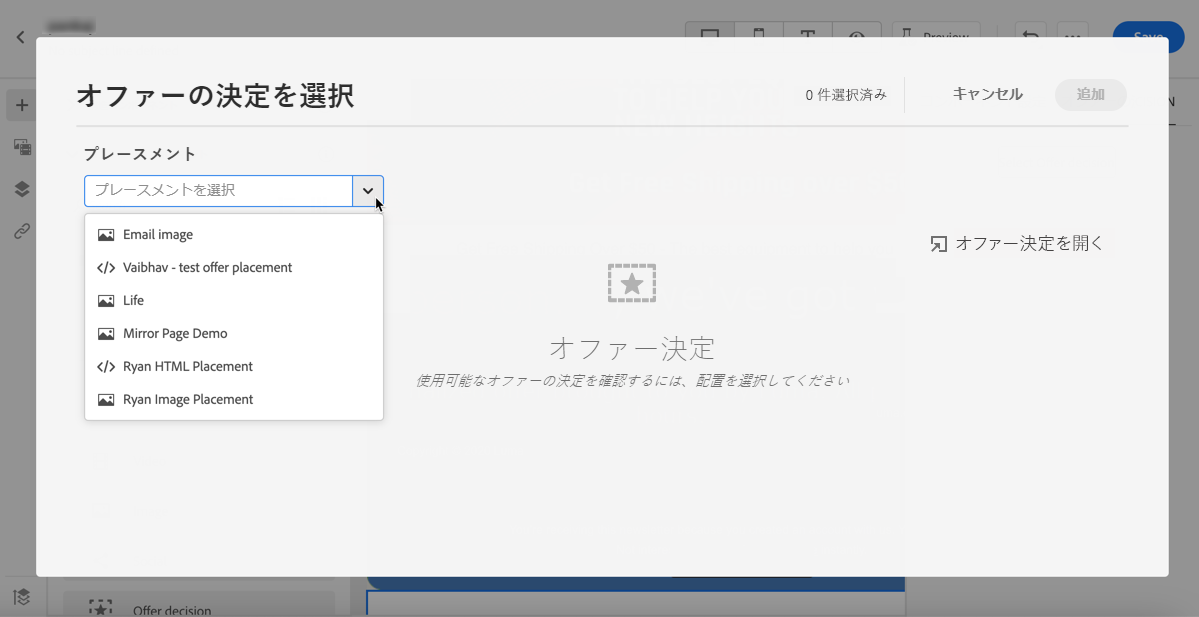 Preview
Save
オファーの決定を選択
0 件選択済み
キャンセル
追加
N
プレースメント
プレースメントを選択
Email image
Vaibhav - test offer placement
Life
Mirror Page Demo
Ryan HTML Placement
Ryan Image Placement
オファー決定を開く
オファー決定
使用可能なオファーの決定を確認するには、配置を選択してください
Offer decision